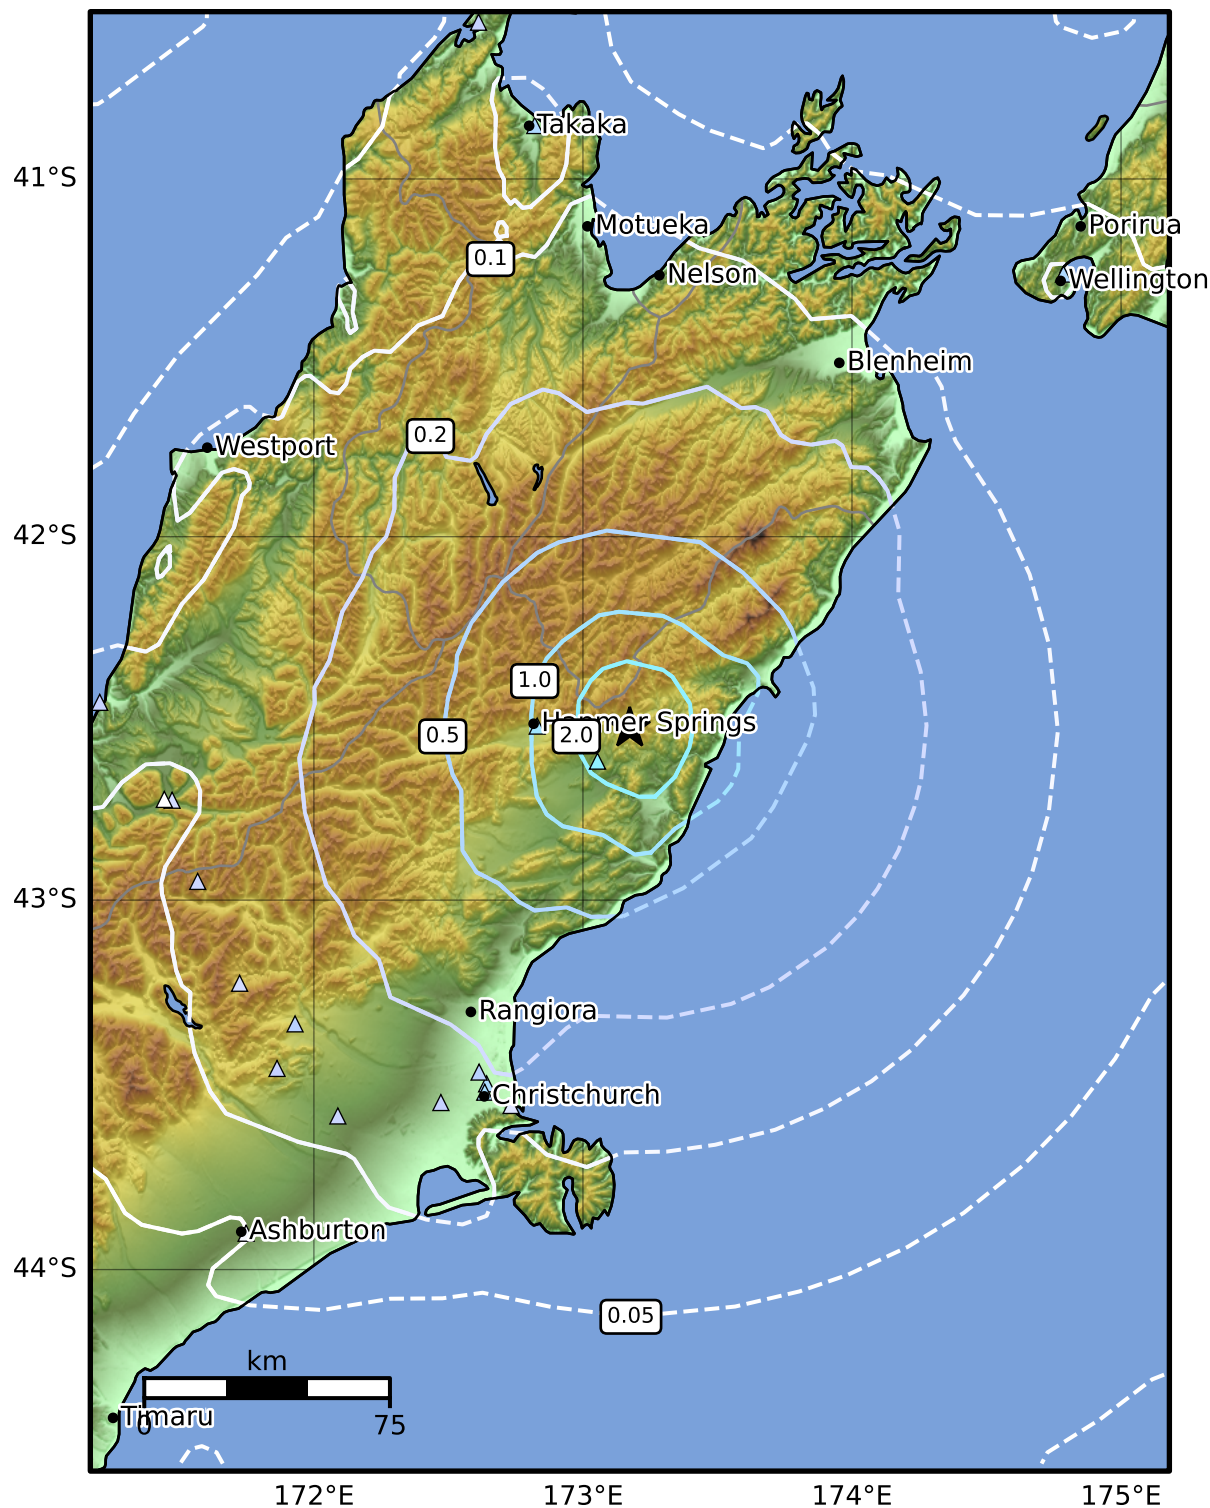 Takaka
41°S
Motueka
Porirua
0.1
Nelson
Wellington
Blenheim
0.2
Westport
42°S
1.0
Hanmer Springs
0.5
2.0
43°S
Rangiora
Christchurch
Ashburton
44°S
0.05
km
Timaru
0
75
172°E
173°E
174°E
175°E